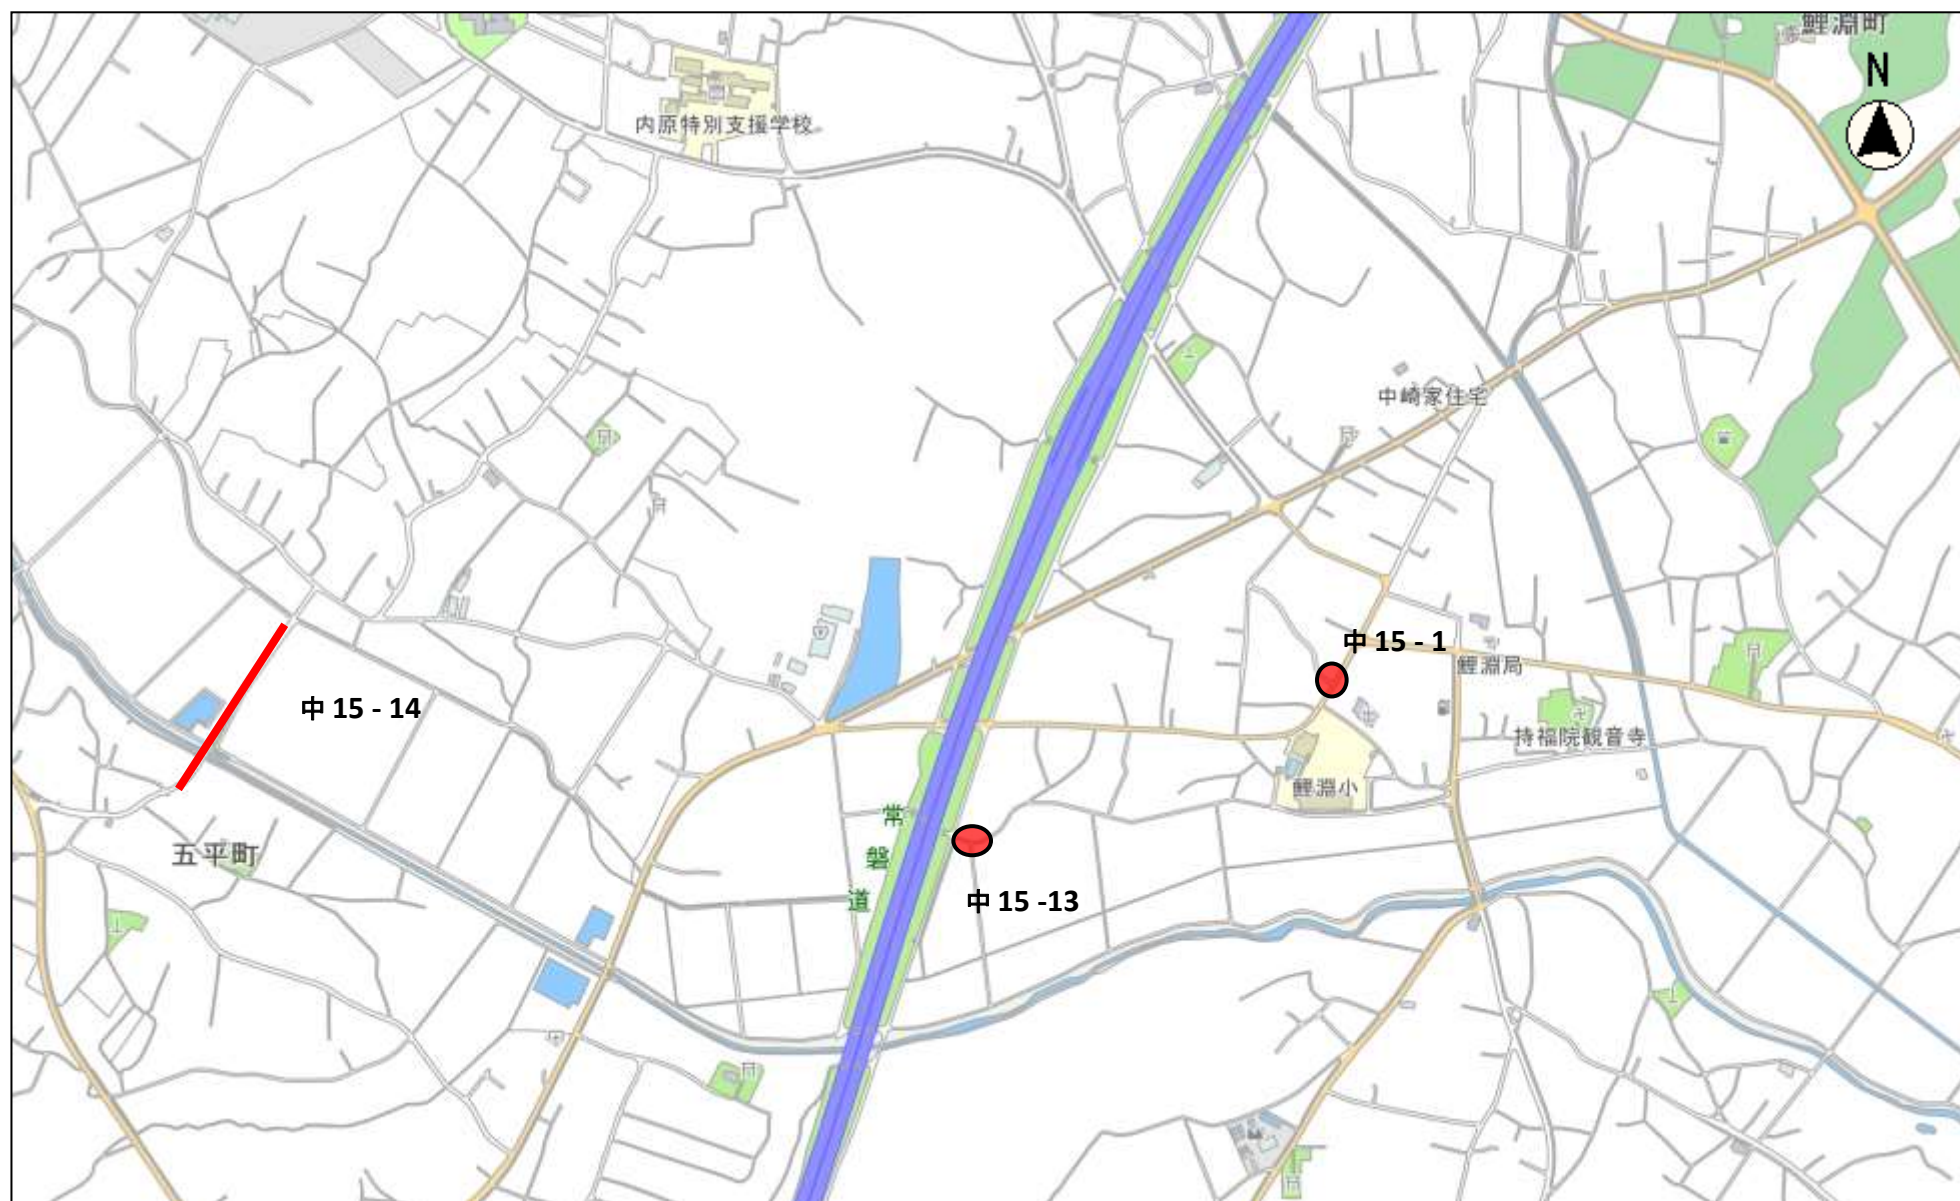 鯉淵町
N
内原特別支援学校
中崎家住宅
中 15 - 1
鯉淵局
中 15 - 14
持福院観音寺
鯉淵小
常磐道
五平町
中 15 -13